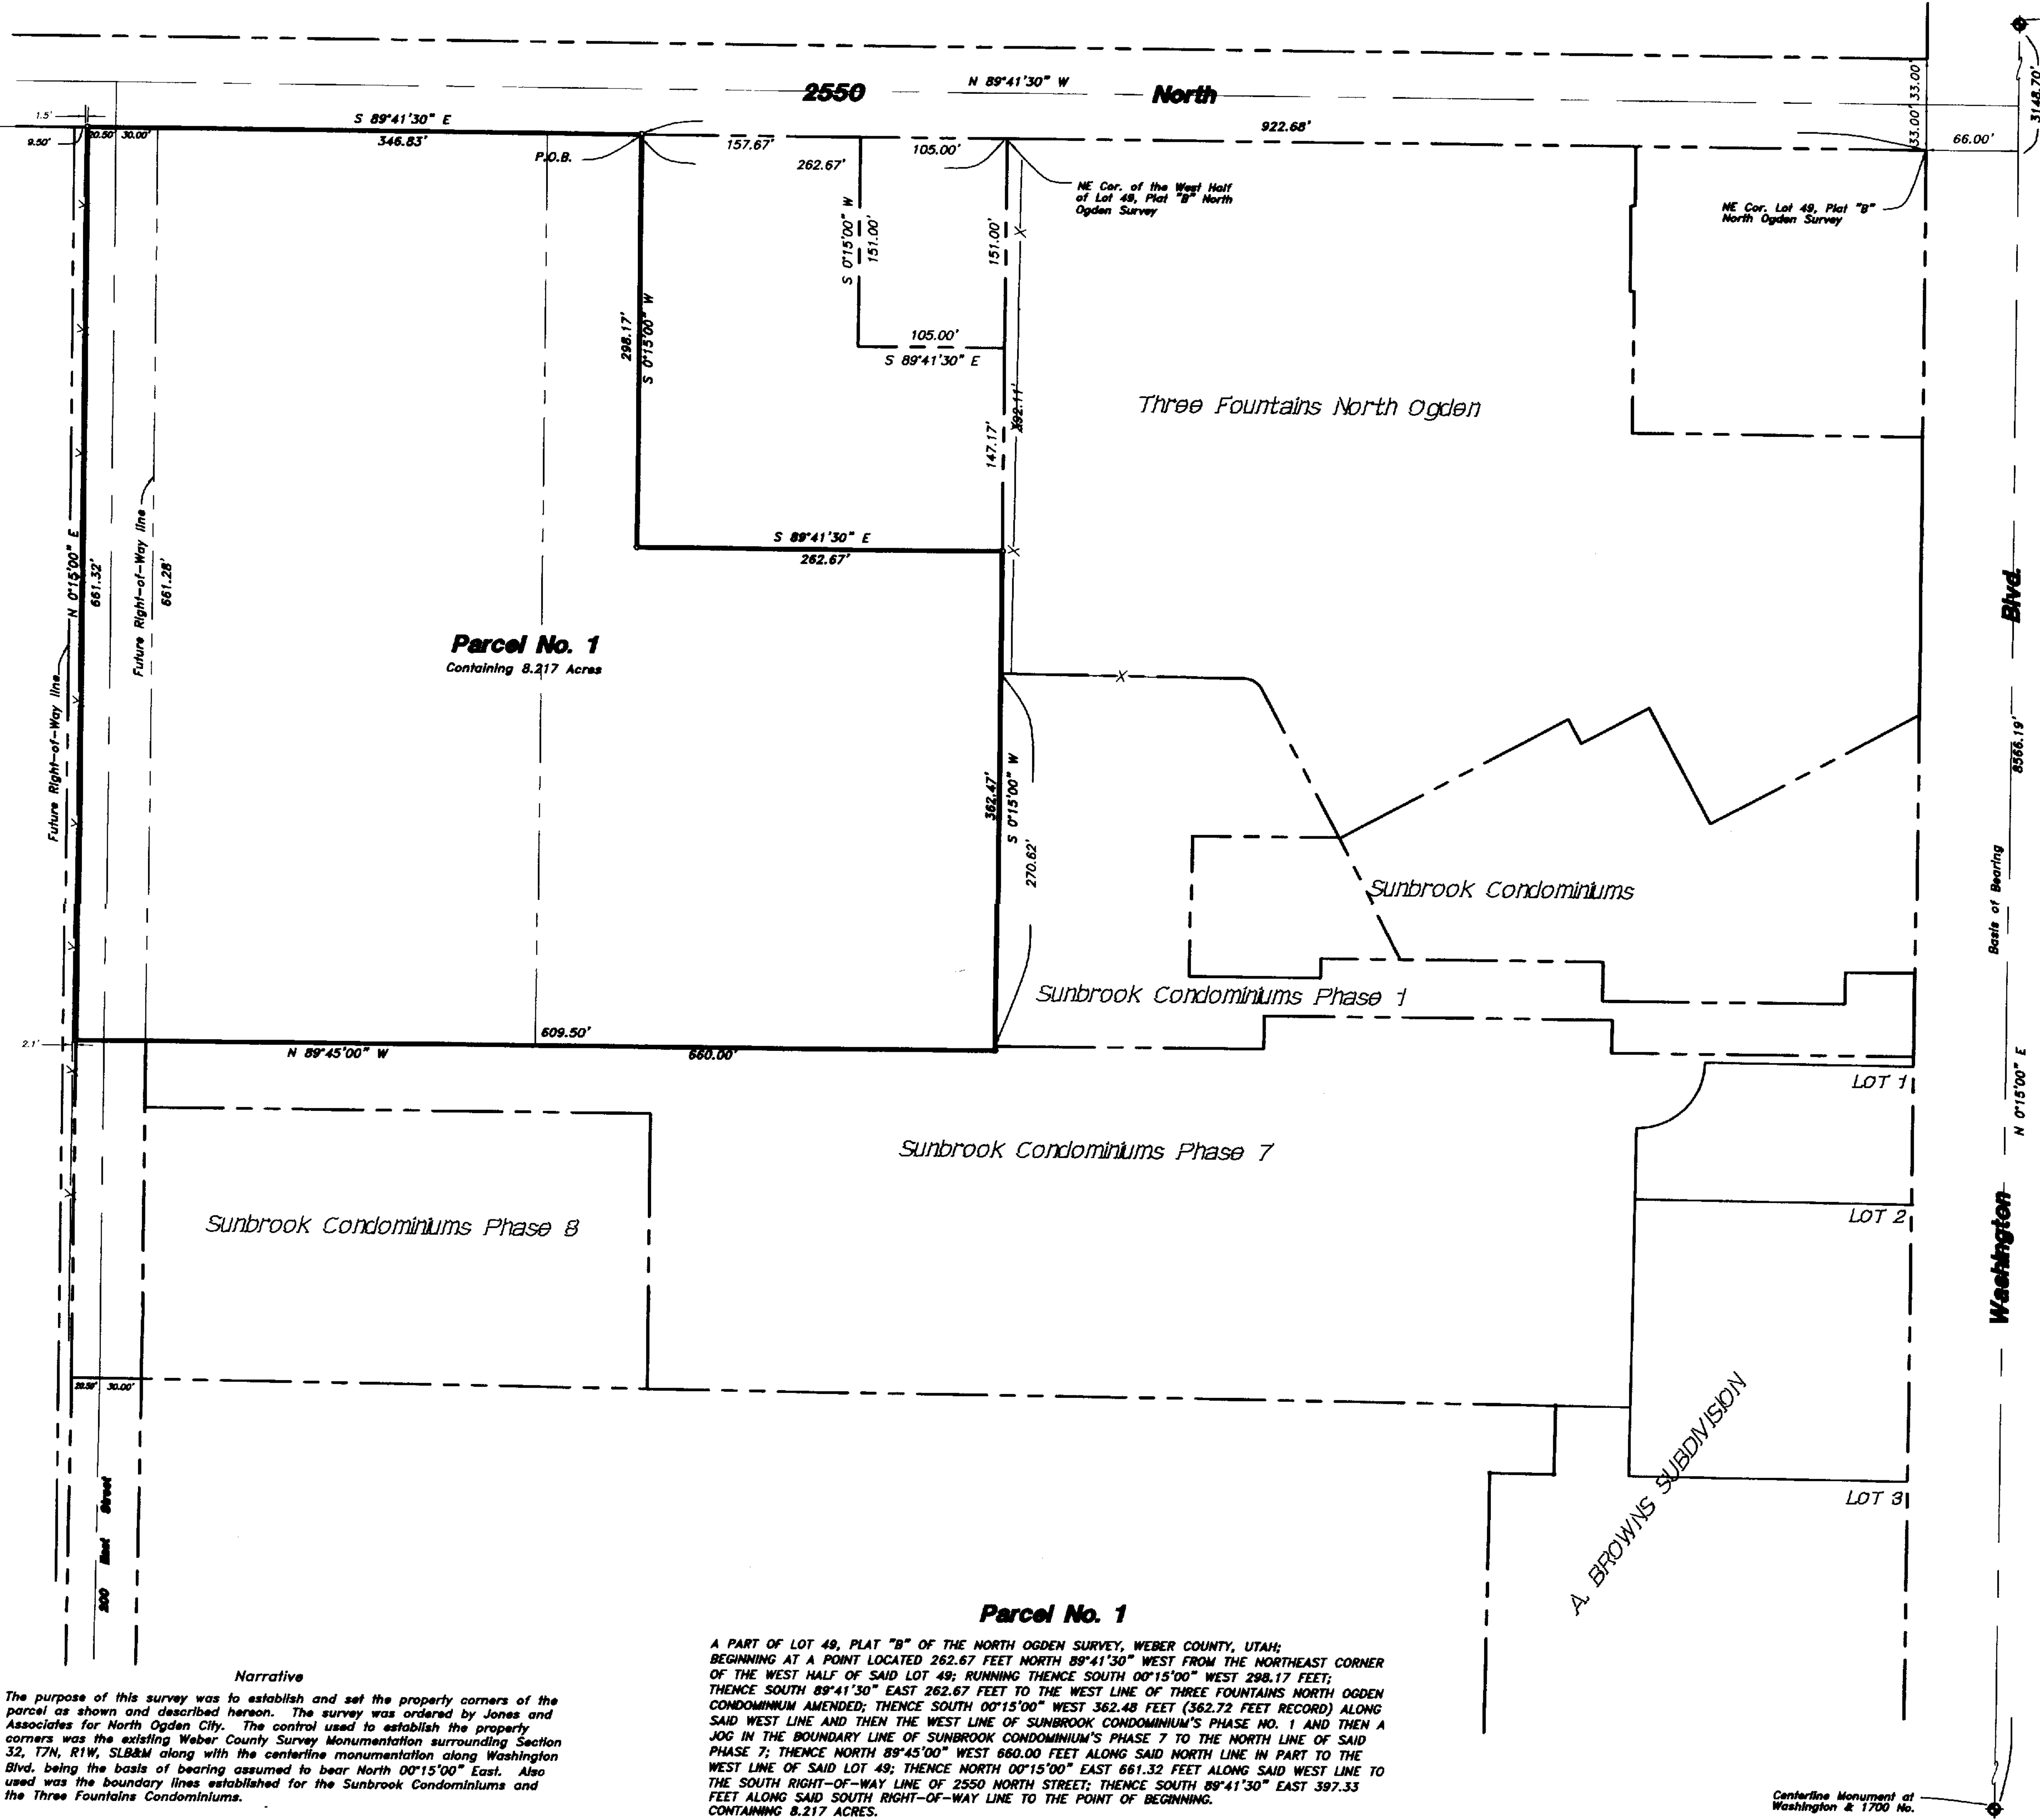 N 89°41'30" W
2550 North
3148.70'
33.00' 33.00'
1.5'
9.50'
20.50' 30.00'
S 89°41'30" E
346.83'
P.O.B.
157.67'
262.67'
105.00'
922.68'
66.00'
NE Cor. of the West Half
of Lot 49, Plat "B" North
Ogden Survey
NE Cor. Lot 49, Plat "B"
North Ogden Survey
S 0°15'00" W
151.00'
151.00'
298.17'
S 0°15'00" W
105.00'
S 89°41'30" E
392.11'
147.17'
Three Fountains North Ogden
S 89°41'30" E
262.67'
N 0°15'00" E
661.32'
Future Right-of-Way line
661.28'
Future Right-of-Way line
Parcel No. 1
Containing 8.217 Acres
362.47'
S 0°15'00" W
270.62'
Sunbrook Condominiums
Sunbrook Condominiums Phase 1
Blvd.
8566.19'
Basis of Bearing
N 0°15'00" E
Washington
2.1'
609.50'
N 89°45'00" W
660.00'
LOT 1
Sunbrook Condominiums Phase 7
Sunbrook Condominiums Phase 8
LOT 2
20.50' 30.00'
200 East Street
A. BROWNS SUBDIVISION
LOT 3
Parcel No. 1
A PART OF LOT 49, PLAT "B" OF THE NORTH OGDEN SURVEY, WEBER COUNTY, UTAH;
BEGINNING AT A POINT LOCATED 262.67 FEET NORTH 89°41'30" WEST FROM THE NORTHEAST CORNER
OF THE WEST HALF OF SAID LOT 49; RUNNING THENCE SOUTH 00°15'00" WEST 298.17 FEET;
THENCE SOUTH 89°41'30" EAST 262.67 FEET TO THE WEST LINE OF THREE FOUNTAINS NORTH OGDEN
CONDOMINIUM AMENDED; THENCE SOUTH 00°15'00" WEST 362.48 FEET (362.72 FEET RECORD) ALONG
SAID WEST LINE AND THEN THE WEST LINE OF SUNBROOK CONDOMINIUM'S PHASE NO. 1 AND THEN A
JOG IN THE BOUNDARY LINE OF SUNBROOK CONDOMINIUM'S PHASE 7 TO THE NORTH LINE OF SAID
PHASE 7; THENCE NORTH 89°45'00" WEST 660.00 FEET ALONG SAID NORTH LINE IN PART TO THE
WEST LINE OF SAID LOT 49; THENCE NORTH 00°15'00" EAST 661.32 FEET ALONG SAID WEST LINE TO
THE SOUTH RIGHT-OF-WAY LINE OF 2550 NORTH STREET; THENCE SOUTH 89°41'30" EAST 397.33
FEET ALONG SAID SOUTH RIGHT-OF-WAY LINE TO THE POINT OF BEGINNING.
CONTAINING 8.217 ACRES.
Narrative
The purpose of this survey was to establish and set the property corners of the
parcel as shown and described hereon. The survey was ordered by Jones and
Associates for North Ogden City. The control used to establish the property
corners was the existing Weber County Survey Monumentation surrounding Section
32, T7N, R1W, SLB&M along with the centerline monumentation along Washington
Blvd. being the basis of bearing assumed to bear North 00°15'00" East. Also
used was the boundary lines established for the Sunbrook Condominiums and
the Three Fountains Condominiums.
Centerline Monument at
Washington & 1700 No.